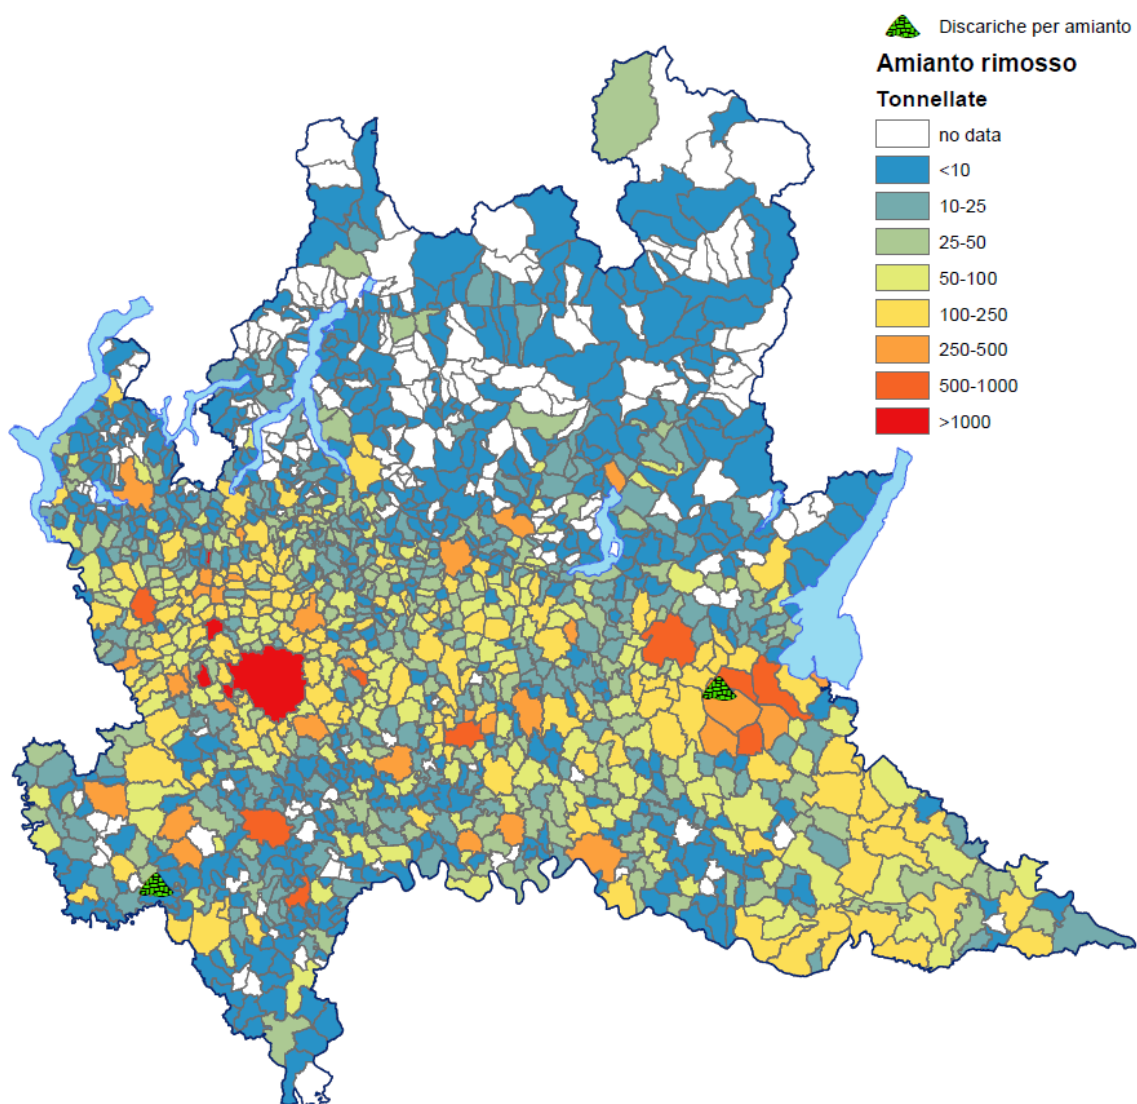 Discariche per amianto
Amianto rimosso
Tonnellate
no data
<10
10-25
25-50
50-100
100-250
250-500
500-1000
>1000